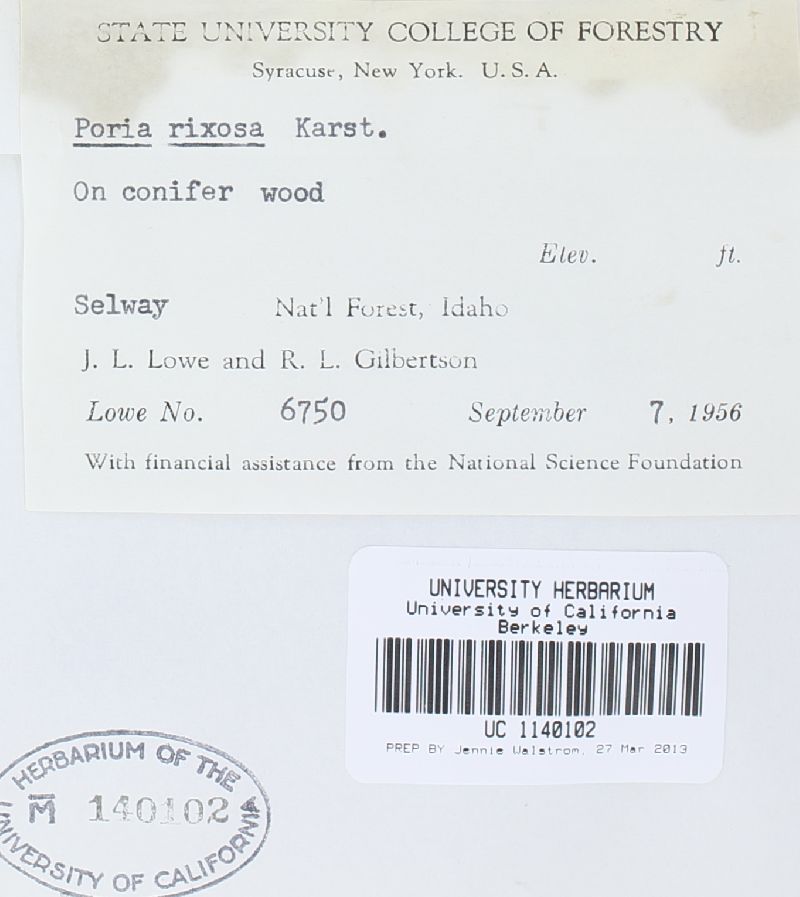 STATE UNIVERSITY COLLEGE OF FORESTRY
Syracuse, New York. U. S. A.
Poria rixosa Karst.
On conifer wood
Elev. ft.
Selway Nat'l Forest, Idaho
J. L. Lowe and R. L. Gilbertson
Lowe No. 6750 September 7, 1956
With financial assistance from the National Science Foundation
UNIVERSITY HERBARIUM
University of California
Berkeley
UC 1140102
PREP BY Jennie Walstrom, 27 Mar 2013
HERBARIUM OF THE
M̅ 140102
UNIVERSITY OF CALIFORNIA